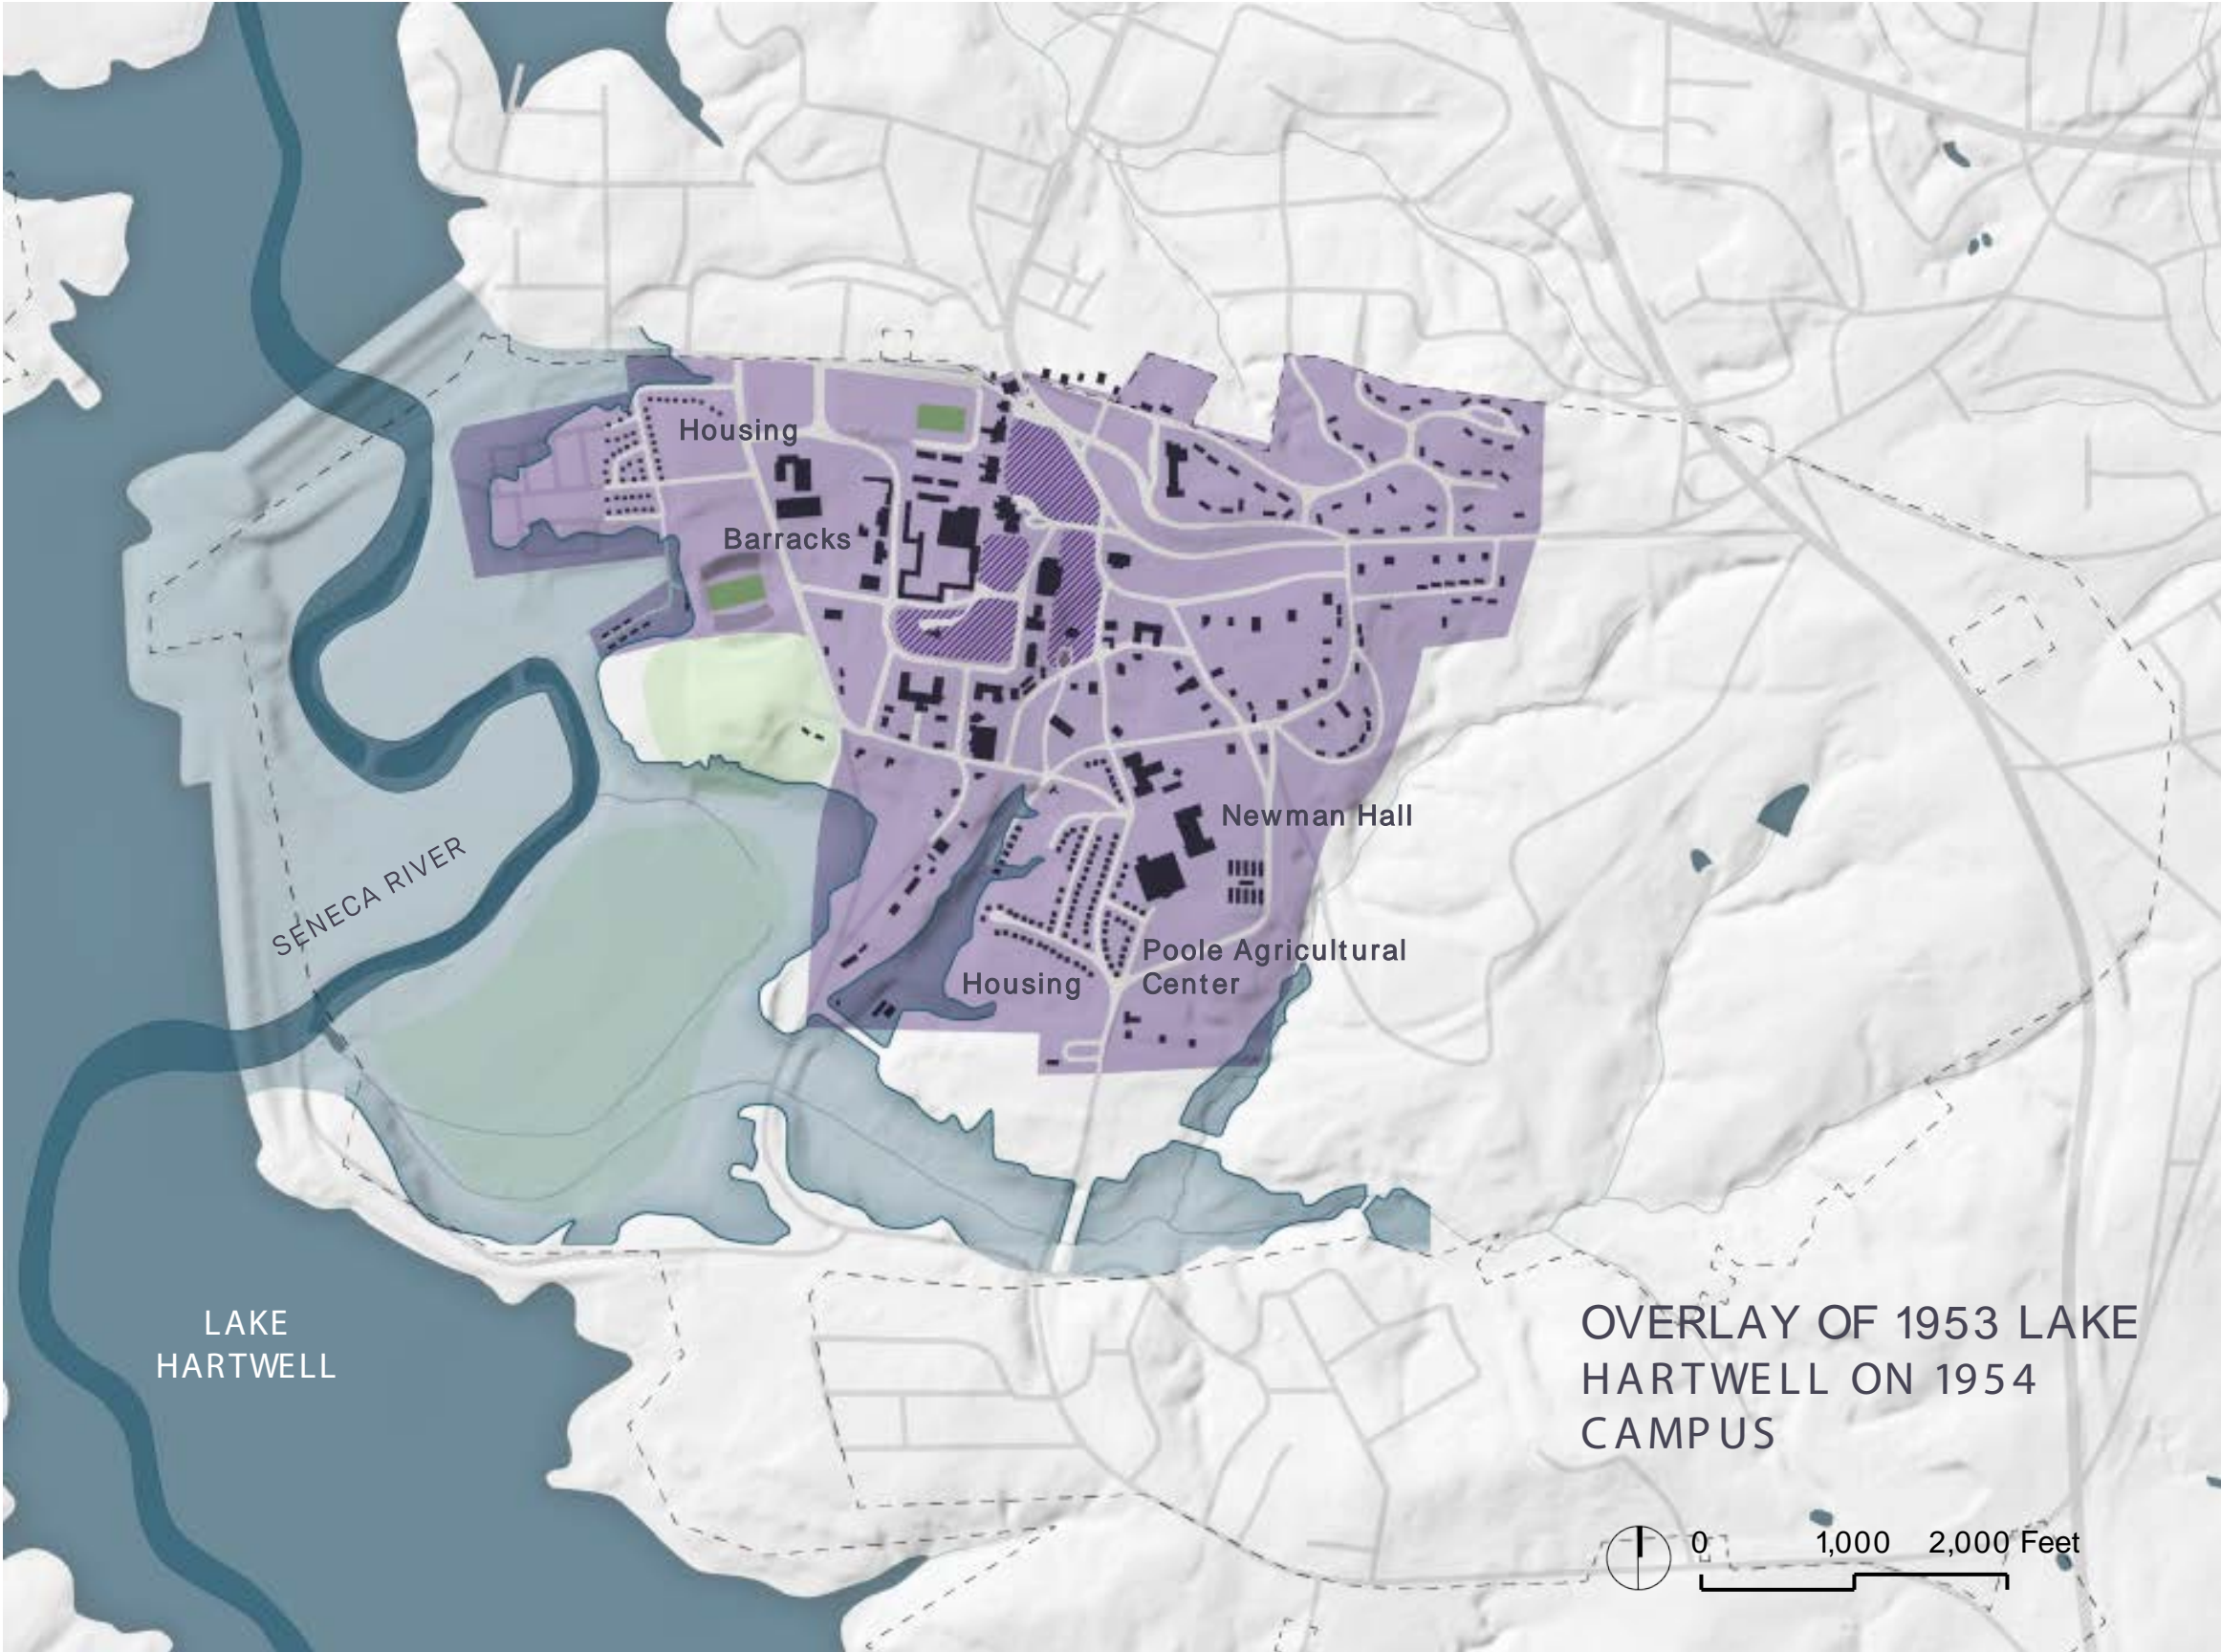 Housing
Barracks
Newman Hall
SENECA RIVER
Poole Agricultural
Center
Housing
LAKE
HARTWELL
OVERLAY OF 1953 LAKE
HARTWELL ON 1954
CAMPUS
0 1,000 2,000 Feet